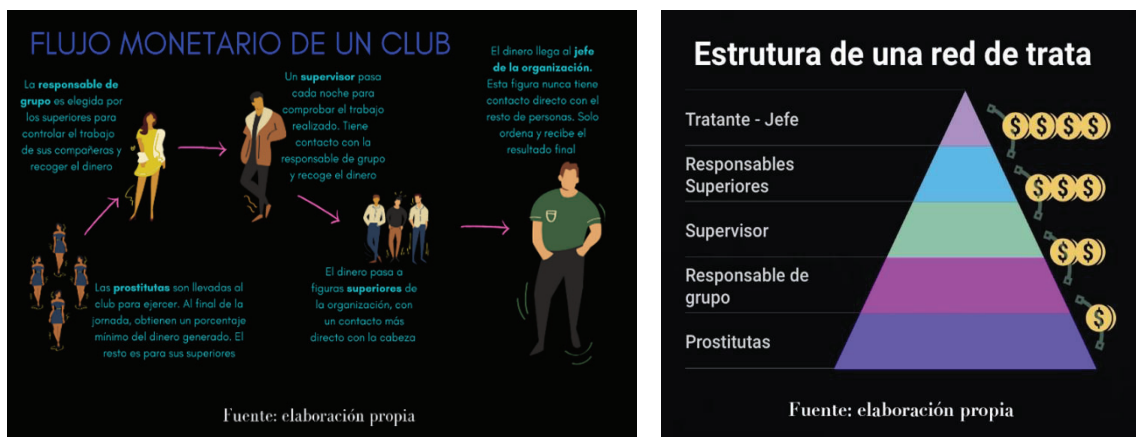 FLUJO MONETARIO DE UN CLUB
La responsable de
grupo es elegida por
los superiores para
controlar el trabajo
de sus compañeras y
recoger el dinero
Un supervisor pasa
cada noche para
comprobar el trabajo
realizado. Tiene
contacto con la
responsable de grupo
y recoge el dinero
El dinero llega al jefe
de la organización.
Esta figura nunca tiene
contacto directo con el
resto de personas. Solo
ordena y recibe el
resultado final
Las prostitutas son llevadas al
club para ejercer. Al final de la
jornada, obtienen un porcentaje
mínimo del dinero generado. El
resto es para sus superiores
El dinero pasa a
figuras superiores de
la organización, con
un contacto más
directo con la cabeza
Fuente: elaboración propia
Estrutura de una red de trata
Tratante - Jefe
$$$$
Responsables
Superiores
$$$
Supervisor
$$
Responsable de
grupo
$
Prostitutas
Fuente: elaboración propia